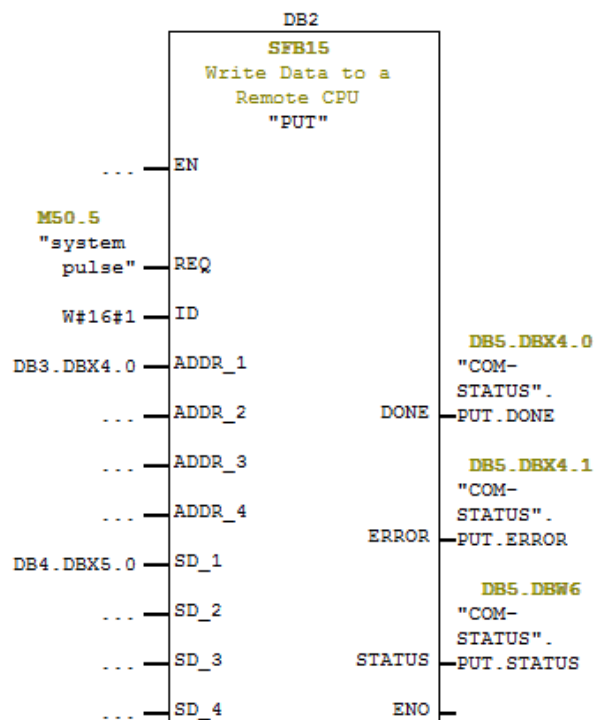 DB2
SFB15
Write Data to a
Remote CPU
"PUT"
... EN
M50.5
"system
pulse" REQ
W#16#1 ID
DB5.DBX4.0
DB3.DBX4.0 ADDR_1 "COM-
STATUS".
... ADDR_2 DONE PUT.DONE
... ADDR_3 DB5.DBX4.1
"COM-
... ADDR_4 STATUS".
ERROR PUT.ERROR
DB4.DBX5.0 SD_1
DB5.DBW6
... SD_2 "COM-
STATUS".
... SD_3 STATUS PUT.STATUS
... SD_4 ENO